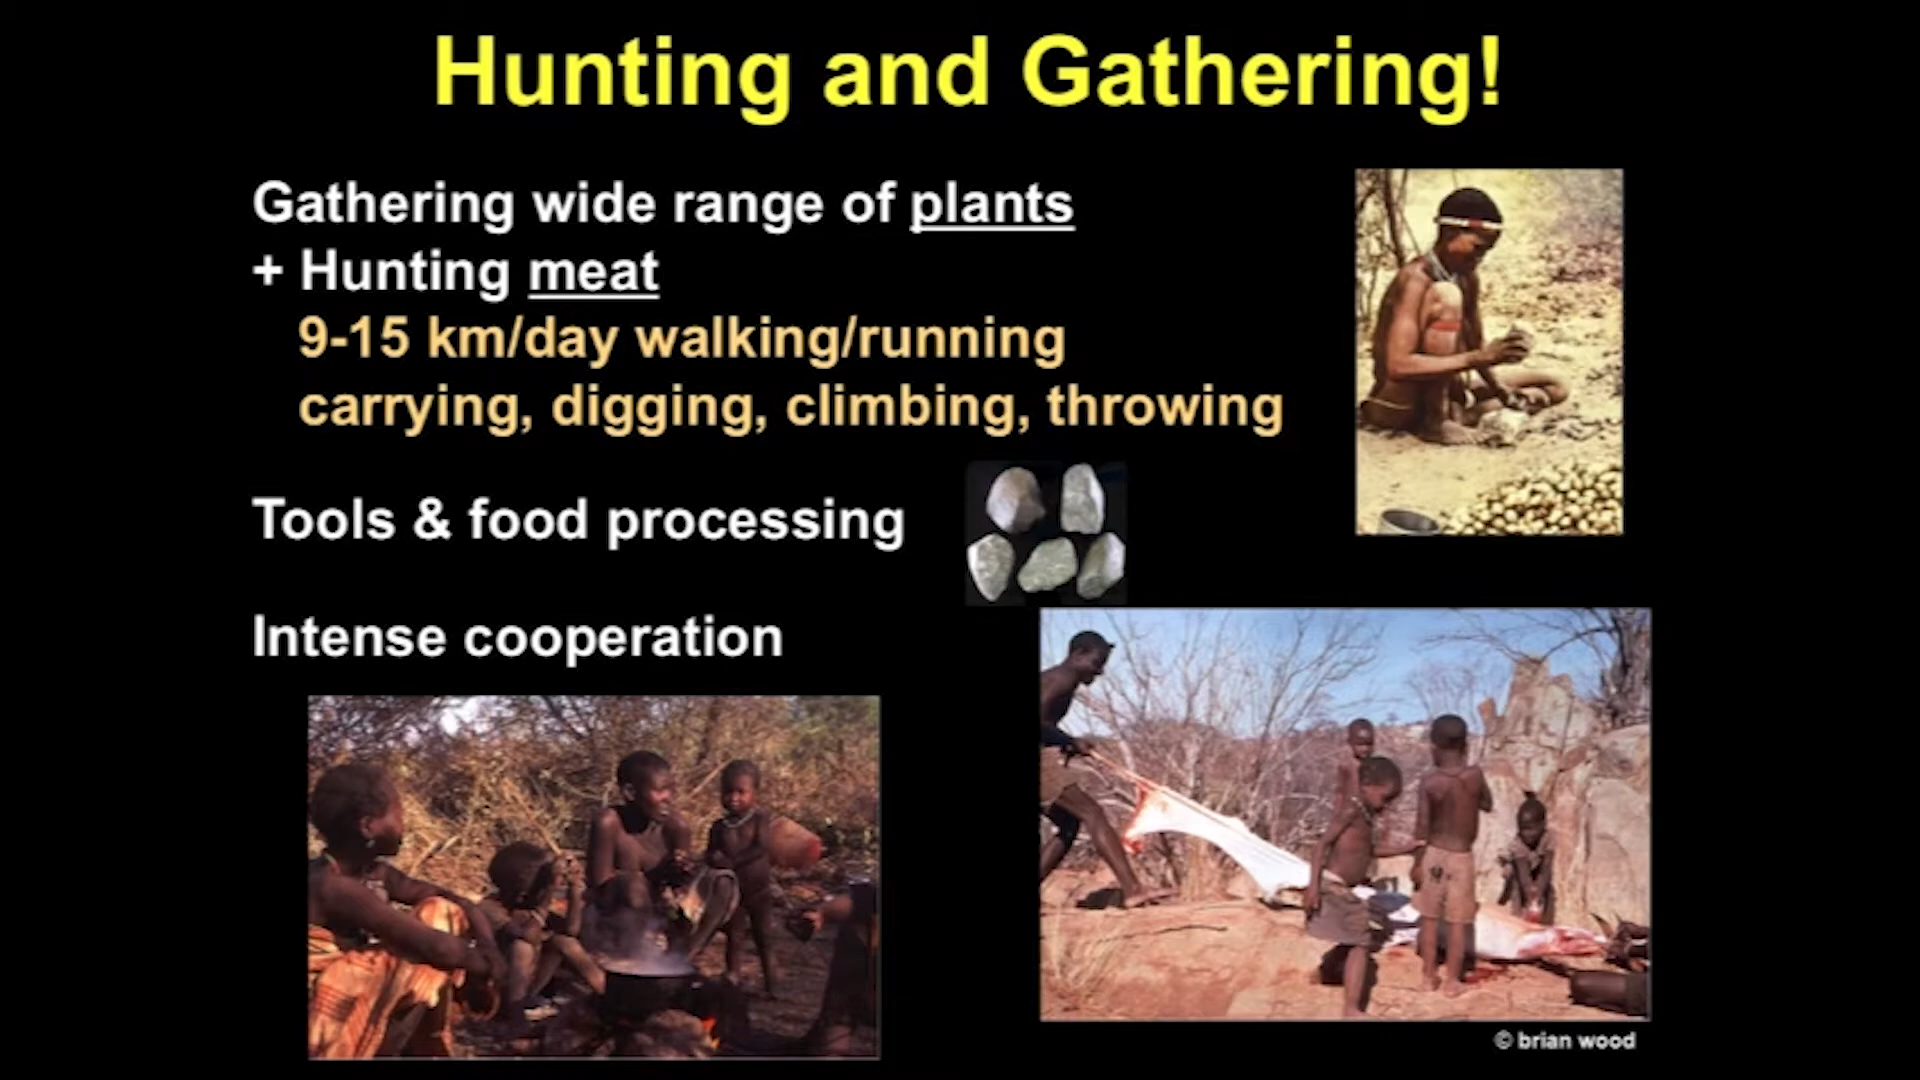 Hunting and Gathering!
Gathering wide range of plants
+ Hunting meat
9-15 km/day walking/running
carrying, digging, climbing, throwing
Tools & food processing
Intense cooperation
© brian wood